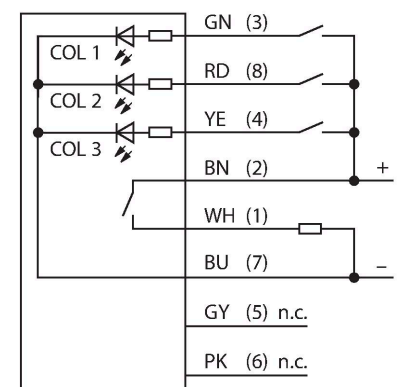 GN (3)
COL 1
RD (8)
COL 2
YE (4)
COL 3
BN (2)
+
WH (1)
BU (7)
–
GY (5) n.c.
PK (6) n.c.